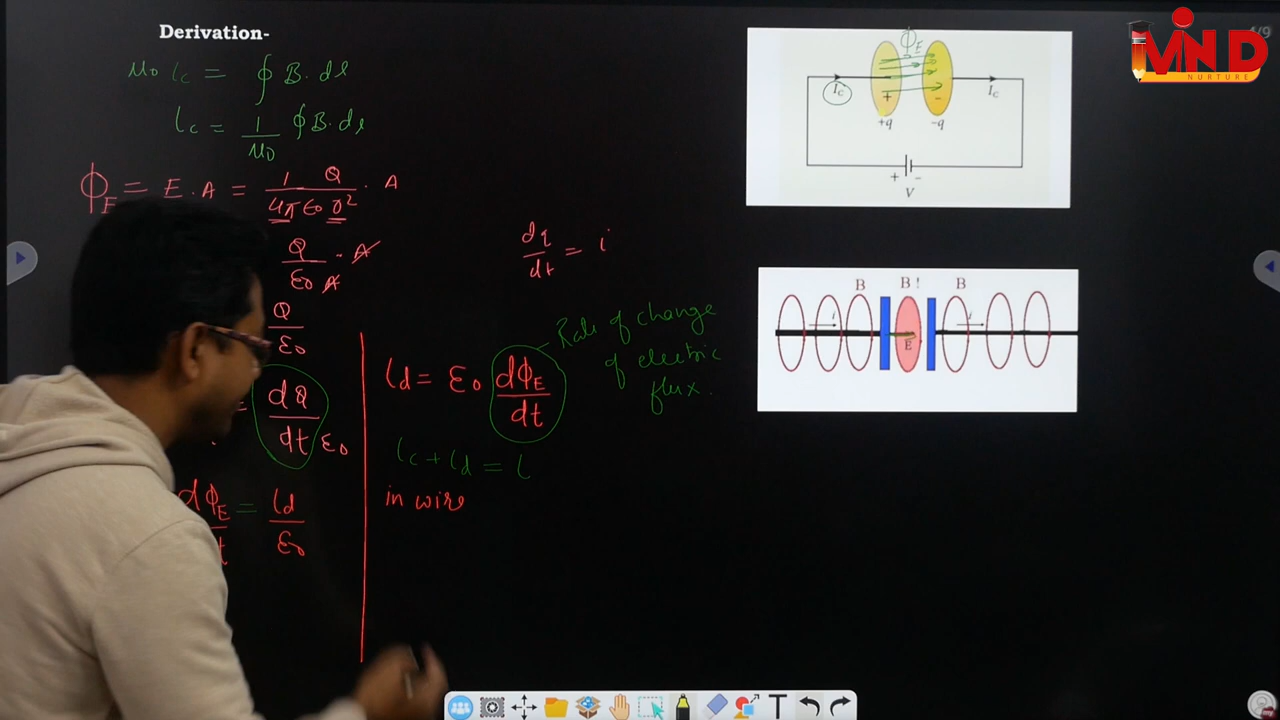 Derivation-
μ₀ Ic = ∮ B. dl
Ic = 1/μ₀ ∮ B. dl
ϕE = E . A = 1/4πε₀ Q/r² . A
Q/ε₀A . A
Q/ε₀
= dQ/dt ε₀
dϕE/t = Id/ε₀
dq/dt = i
Id = ε₀ dϕE/dt
Rate of change
of electric
flux.
Ic + Id = I
in wire
ϕE
Ic
+
-
Ic
+q
-q
+
-
V
B
B !
B
i
E
i
MIND
NURTURE
/9
T